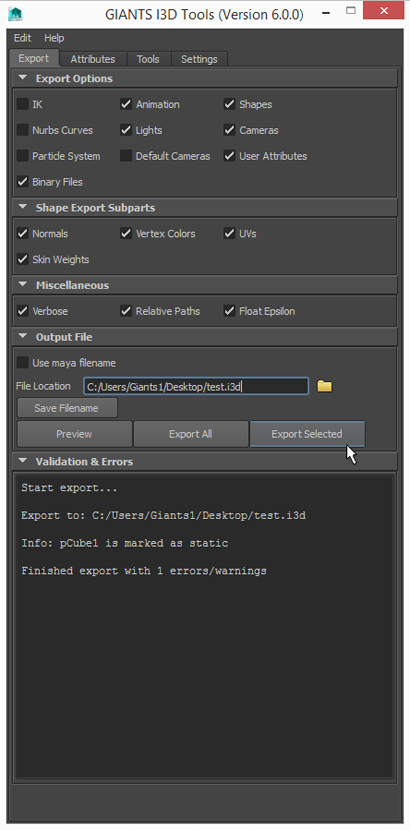 GIANTS I3D Tools (Version 6.0.0)
Edit Help
Export Attributes Tools Settings
Export Options
IK Animation Shapes
Nurbs Curves Lights Cameras
Particle System Default Cameras User Attributes
Binary Files
Shape Export Subparts
Normals Vertex Colors UVs
Skin Weights
Miscellaneous
Verbose Relative Paths Float Epsilon
Output File
Use maya filename
File Location C:/Users/Giants1/Desktop/test.i3d
Save Filename
Preview Export All Export Selected
Validation & Errors
Start export...
Export to: C:/Users/Giants1/Desktop/test.i3d
Info: pCube1 is marked as static
Finished export with 1 errors/warnings